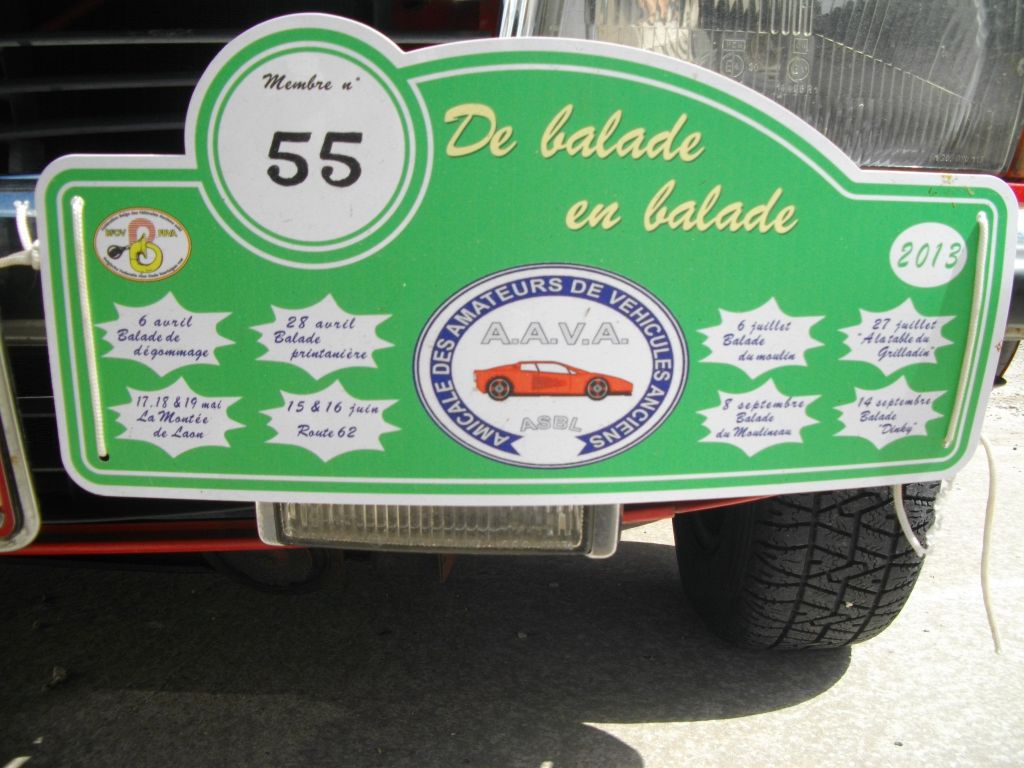 Membre n°
55
De balade
en balade
2013
BFOV FBVA
6 avril
Balade de
dégommage
28 avril
Balade
printanière
17, 18 & 19 mai
La Montée
de Laon
15 & 16 juin
Route 62
AMICALE DES AMATEURS DE VEHICULES ANCIENS
A.A.V.A.
ASBL
6 juillet
Balade
du moulin
27 juillet
"A la table du
Grilladin"
8 septembre
Balade
du Moulineau
14 septembre
Balade
"Dinky"